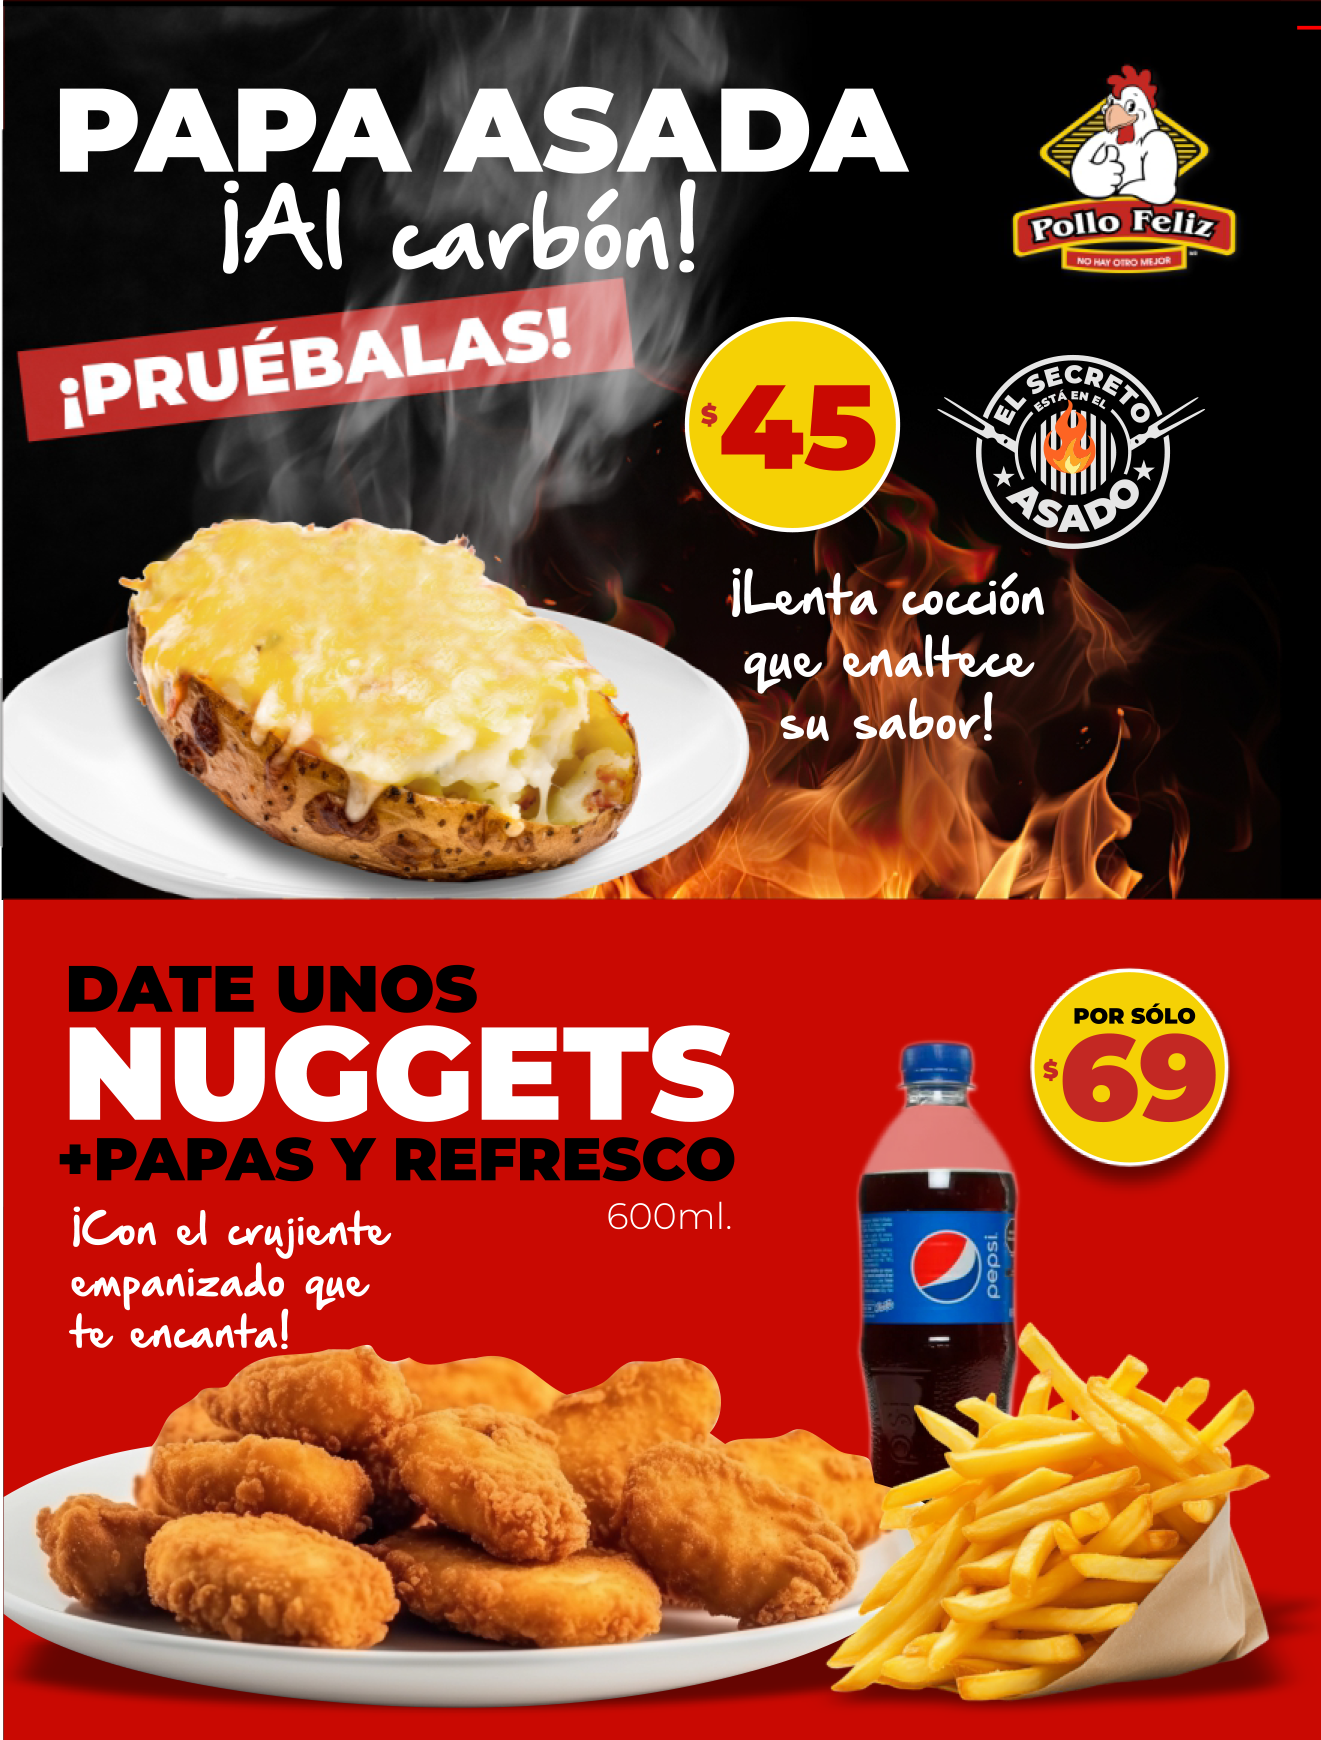 PAPA ASADA
¡Al carbón!
Pollo Feliz
NO HAY OTRO MEJOR
¡PRUÉBALAS!
$45
EL SECRETO
ESTÁ EN EL
ASADO
¡Lenta cocción
que enaltece
su sabor!
DATE UNOS
NUGGETS
+PAPAS Y REFRESCO
600ml.
POR SÓLO
$69
¡Con el crujiente
empanizado que
te encanta!
pepsi